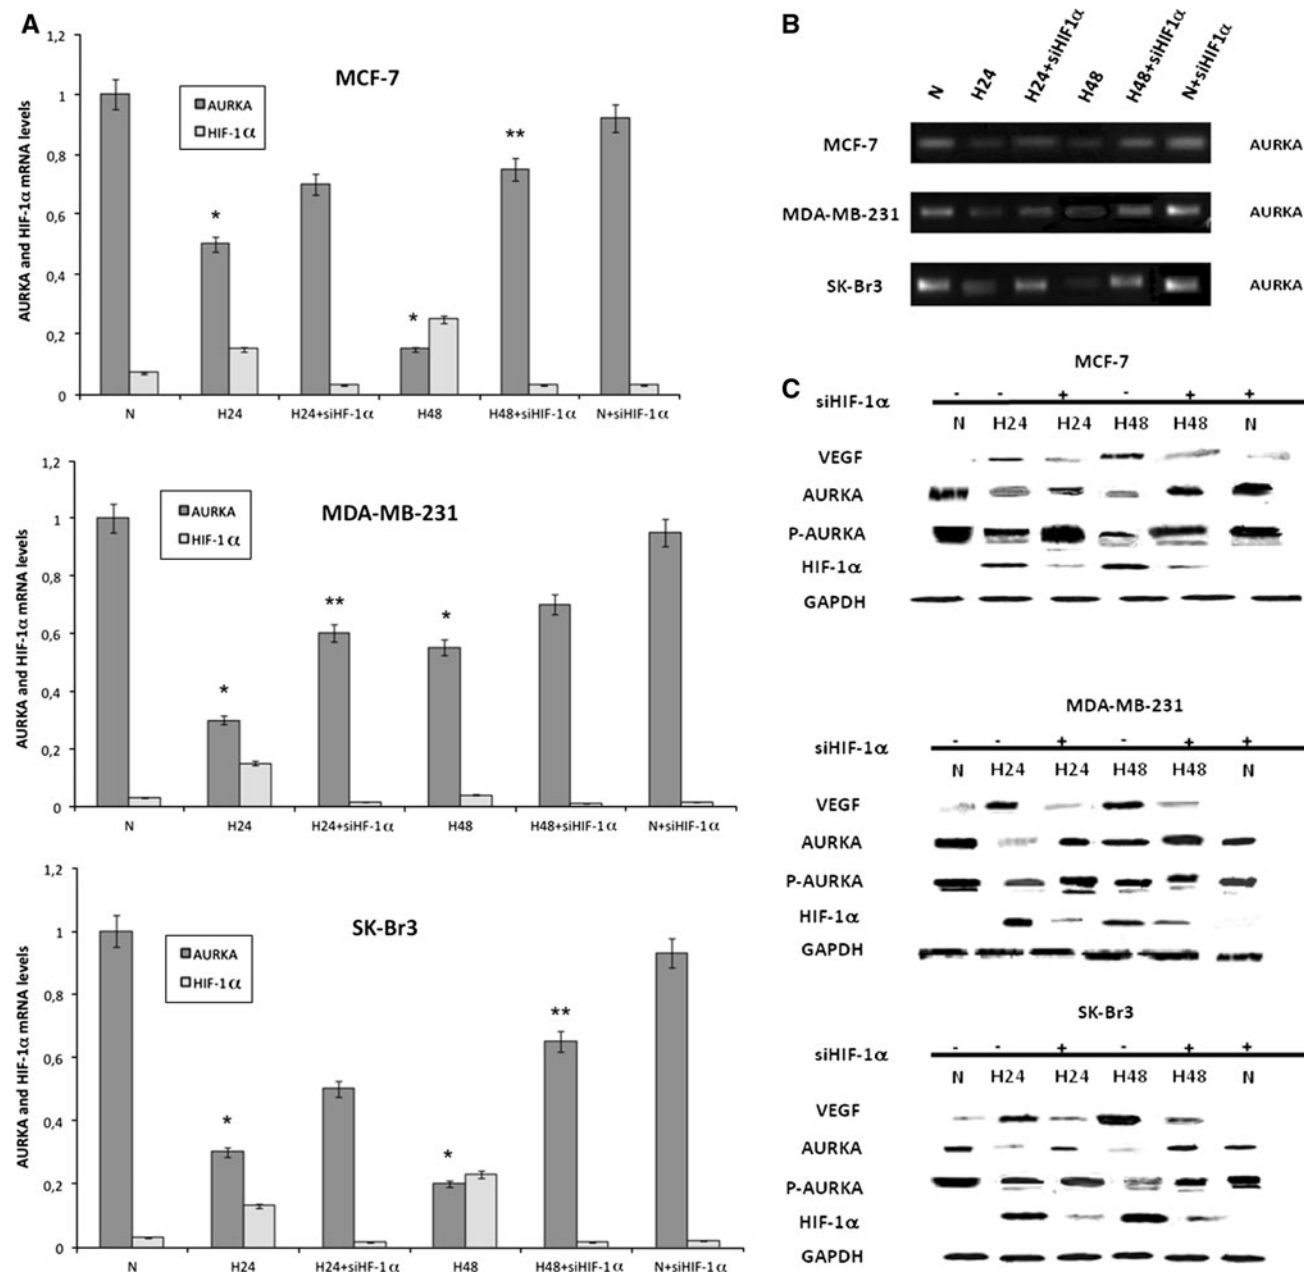 A
MCF-7
AURKA and HIF-1α mRNA levels
1,2
1
0,8
0,6
0,4
0,2
0
AURKA
HIF-1α
*
*
**
N H24 H24+siHF-1α H48 H48+siHIF-1α N+siHIF-1α
MDA-MB-231
AURKA and HIF-1α mRNA levels
1,2
1
0,8
0,6
0,4
0,2
0
AURKA
HIF-1α
*
**
*
N H24 H24+siHF-1α H48 H48+siHIF-1α N+siHIF-1α
SK-Br3
AURKA and HIF-1α mRNA levels
1,2
1
0,8
0,6
0,4
0,2
0
AURKA
HIF-1α
*
*
**
N H24 H24+siHF-1α H48 H48+siHIF-1α N+siHIF-1α
B
N H24 H24+siHIF1α H48 H48+siHIF1α N+siHIF1α
MCF-7 AURKA
MDA-MB-231 AURKA
SK-Br3 AURKA
C
MCF-7
siHIF-1α - - + - + +
N H24 H24 H48 H48 N
VEGF
AURKA
P-AURKA
HIF-1α
GAPDH
MDA-MB-231
siHIF-1α - - + - + +
N H24 H24 H48 H48 N
VEGF
AURKA
P-AURKA
HIF-1α
GAPDH
SK-Br3
siHIF-1α - - + - + +
N H24 H24 H48 H48 N
VEGF
AURKA
P-AURKA
HIF-1α
GAPDH